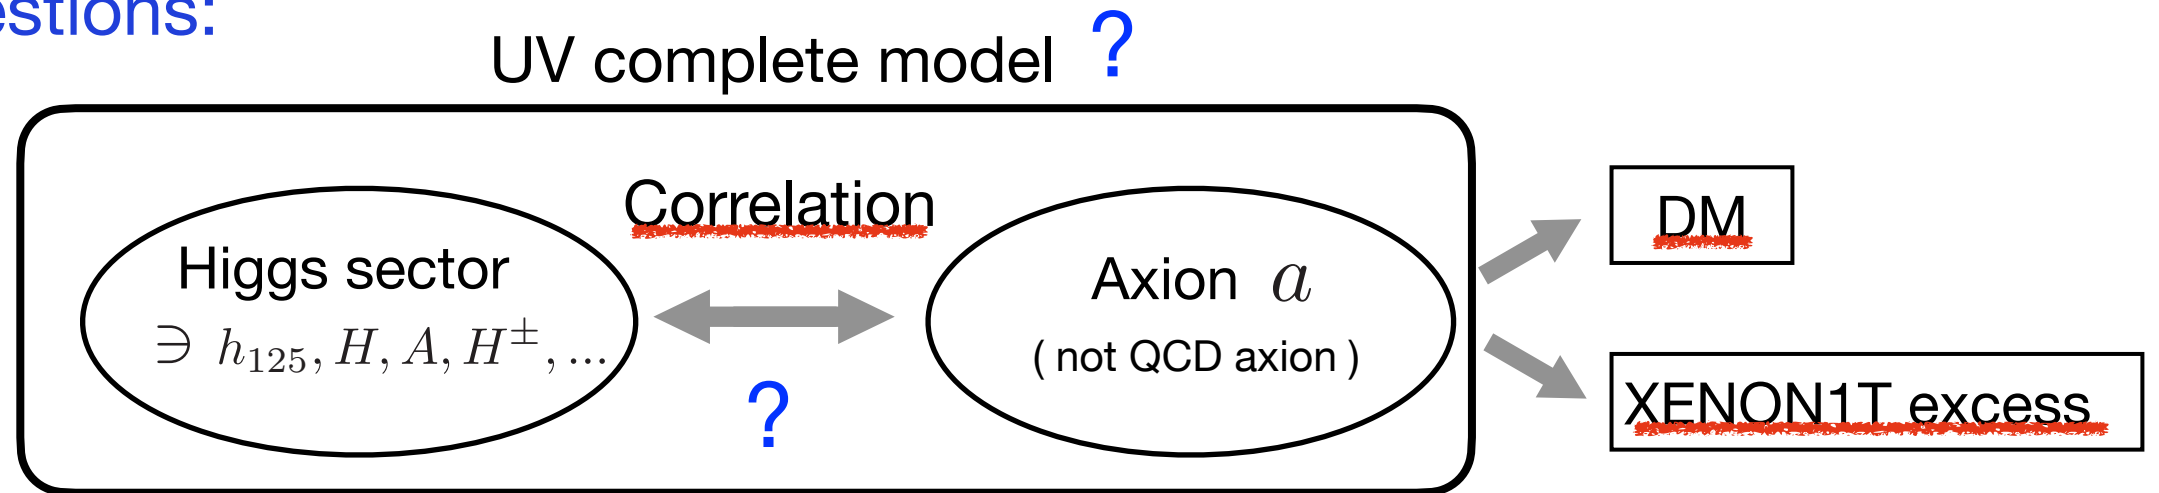 estions:
UV complete model ?
Correlation
Higgs sector
∋ h₁₂₅, H, A, H^±, ...
?
Axion a
( not QCD axion )
DM
XENON1T excess